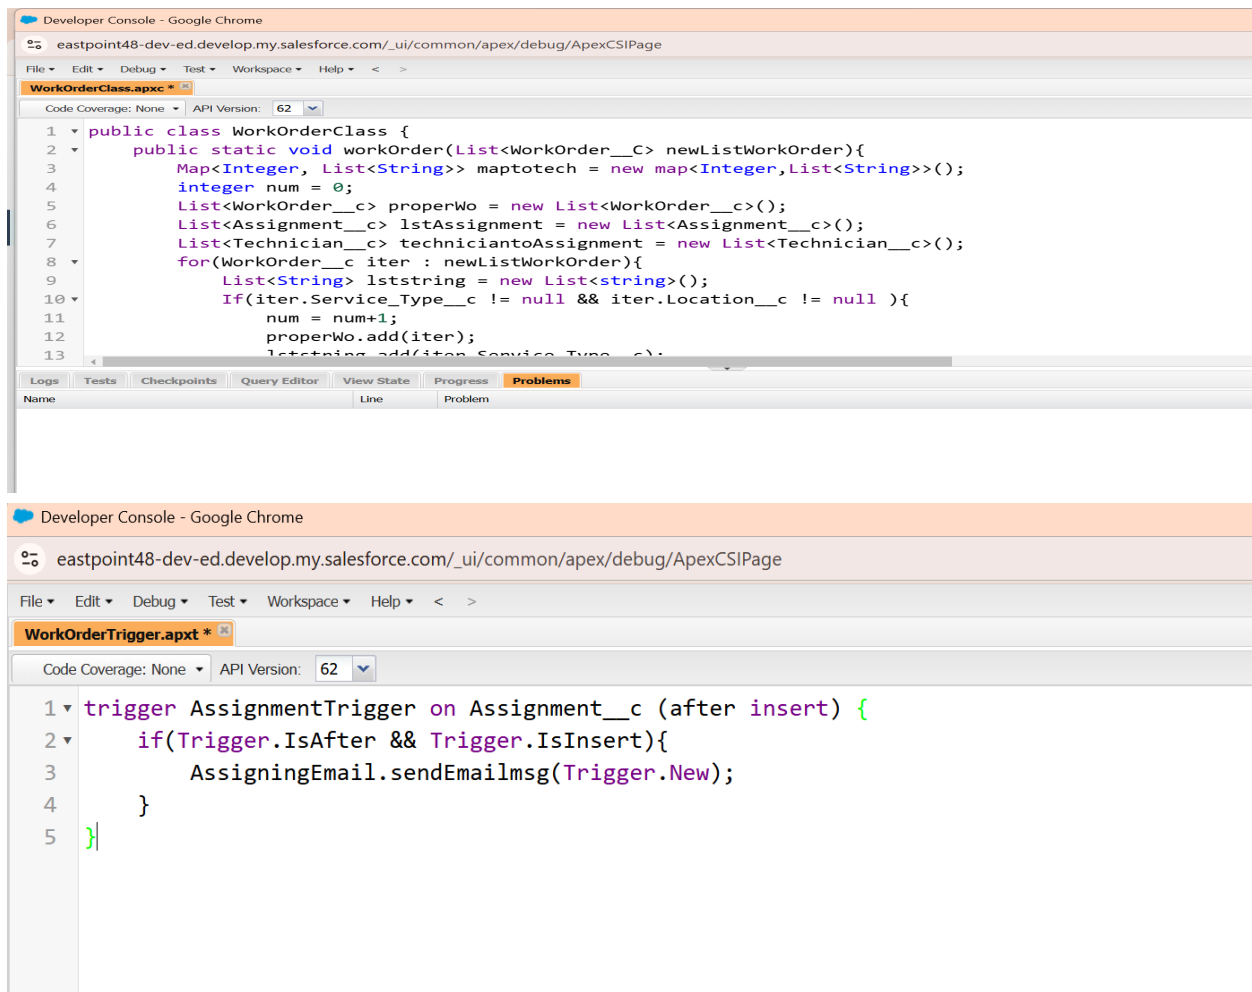 Developer Console - Google Chrome
eastpoint48-dev-ed.develop.my.salesforce.com/_ui/common/apex/debug/ApexCSIPage
File Edit Debug Test Workspace Help < >
WorkOrderClass.apxc *
Code Coverage: None API Version: 62
1 public class WorkOrderClass {
2 public static void workOrder(List<WorkOrder__C> newListWorkOrder){
3 Map<Integer, List<String>> maptotech = new map<Integer,List<String>>();
4 integer num = 0;
5 List<WorkOrder__c> properWo = new List<WorkOrder__c>();
6 List<Assignment__c> lstAssignment = new List<Assignment__c>();
7 List<Technician__c> techniciantoAssignment = new List<Technician__c>();
8 for(WorkOrder__c iter : newListWorkOrder){
9 List<String> lststring = new List<string>();
10 If(iter.Service_Type__c != null && iter.Location__c != null ){
11 num = num+1;
12 properWo.add(iter);
13 lststring.add(iter.Service_Type__c);
Logs Tests Checkpoints Query Editor View State Progress Problems
Name Line Problem
Developer Console - Google Chrome
eastpoint48-dev-ed.develop.my.salesforce.com/_ui/common/apex/debug/ApexCSIPage
File Edit Debug Test Workspace Help < >
WorkOrderTrigger.apxt *
Code Coverage: None API Version: 62
1 trigger AssignmentTrigger on Assignment__c (after insert) {
2 if(Trigger.IsAfter && Trigger.IsInsert){
3 AssigningEmail.sendEmailmsg(Trigger.New);
4 }
5 }